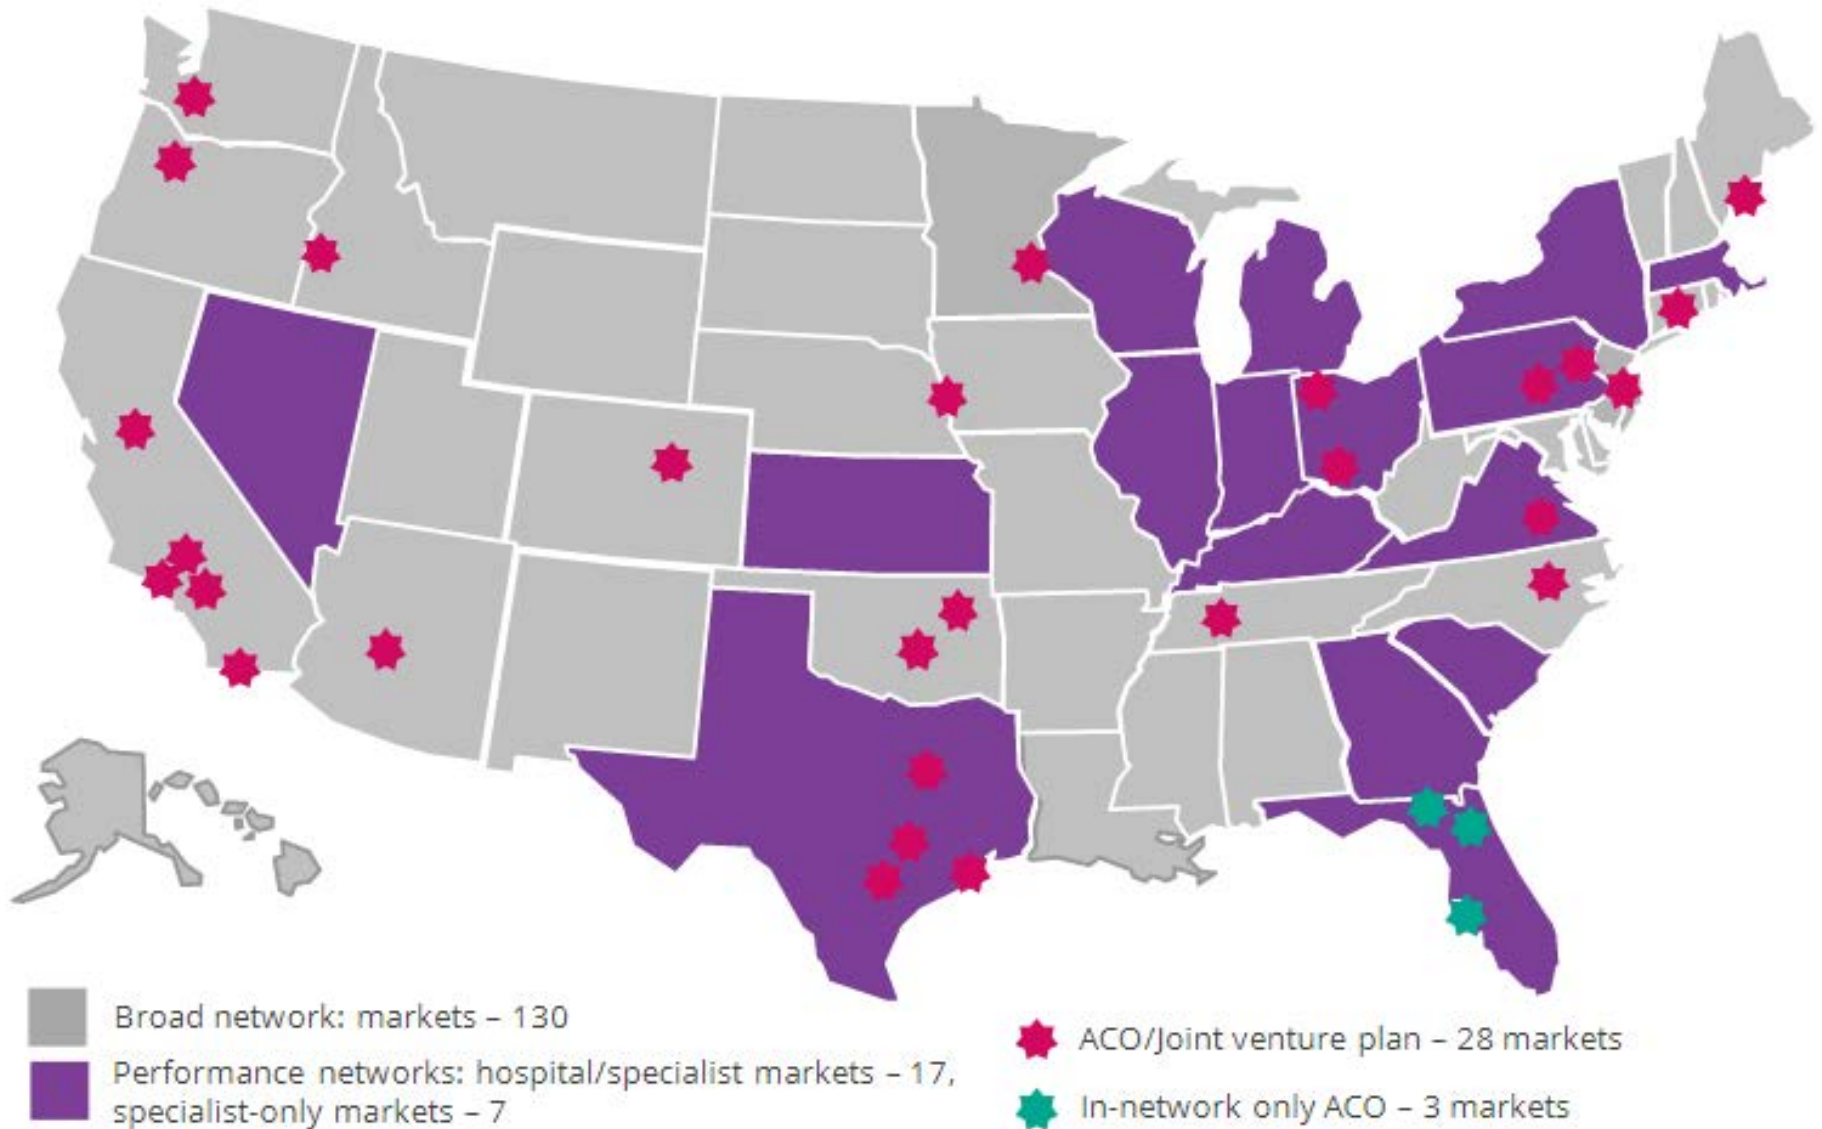 Broad network: markets – 130
Performance networks: hospital/specialist markets – 17,
specialist-only markets – 7
ACO/Joint venture plan – 28 markets
In-network only ACO – 3 markets